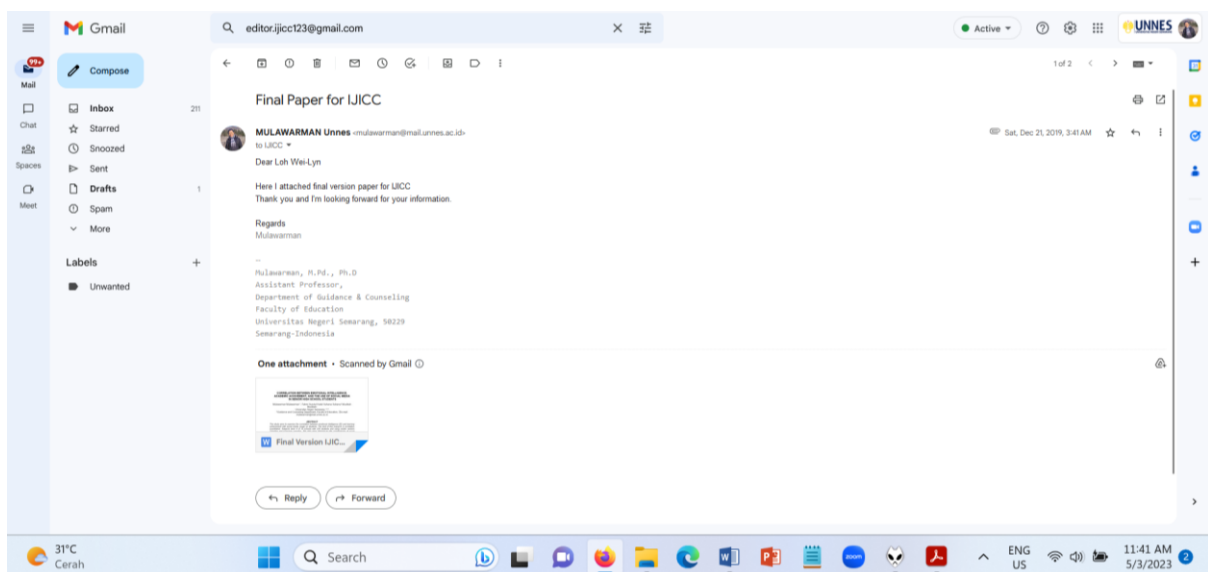 Gmail
editor.ijicc123@gmail.com
Active
UNNES
99+
Mail
Compose
1 of 2
Chat
Inbox 211
Starred
Snoozed
Spaces
Sent
Drafts 1
Meet
Spam
More
Labels
Unwanted
Final Paper for IJICC
MULAWARMAN Unnes <mulawarman@mail.unnes.ac.id>
Sat, Dec 21, 2019, 3:41 AM
to IJICC
Dear Loh Wei-Lyn
Here I attached final version paper for IJICC
Thank you and I'm looking forward for your information.
Regards
Mulawarman
--
Mulawarman, M.Pd., Ph.D
Assistant Professor,
Department of Guidance & Counseling
Faculty of Education
Universitas Negeri Semarang, 50229
Semarang-Indonesia
One attachment • Scanned by Gmail
W Final Version IJIC...
Reply
Forward
31°C
Cerah
Search
zoom
ENG
US
11:41 AM
5/3/2023
2